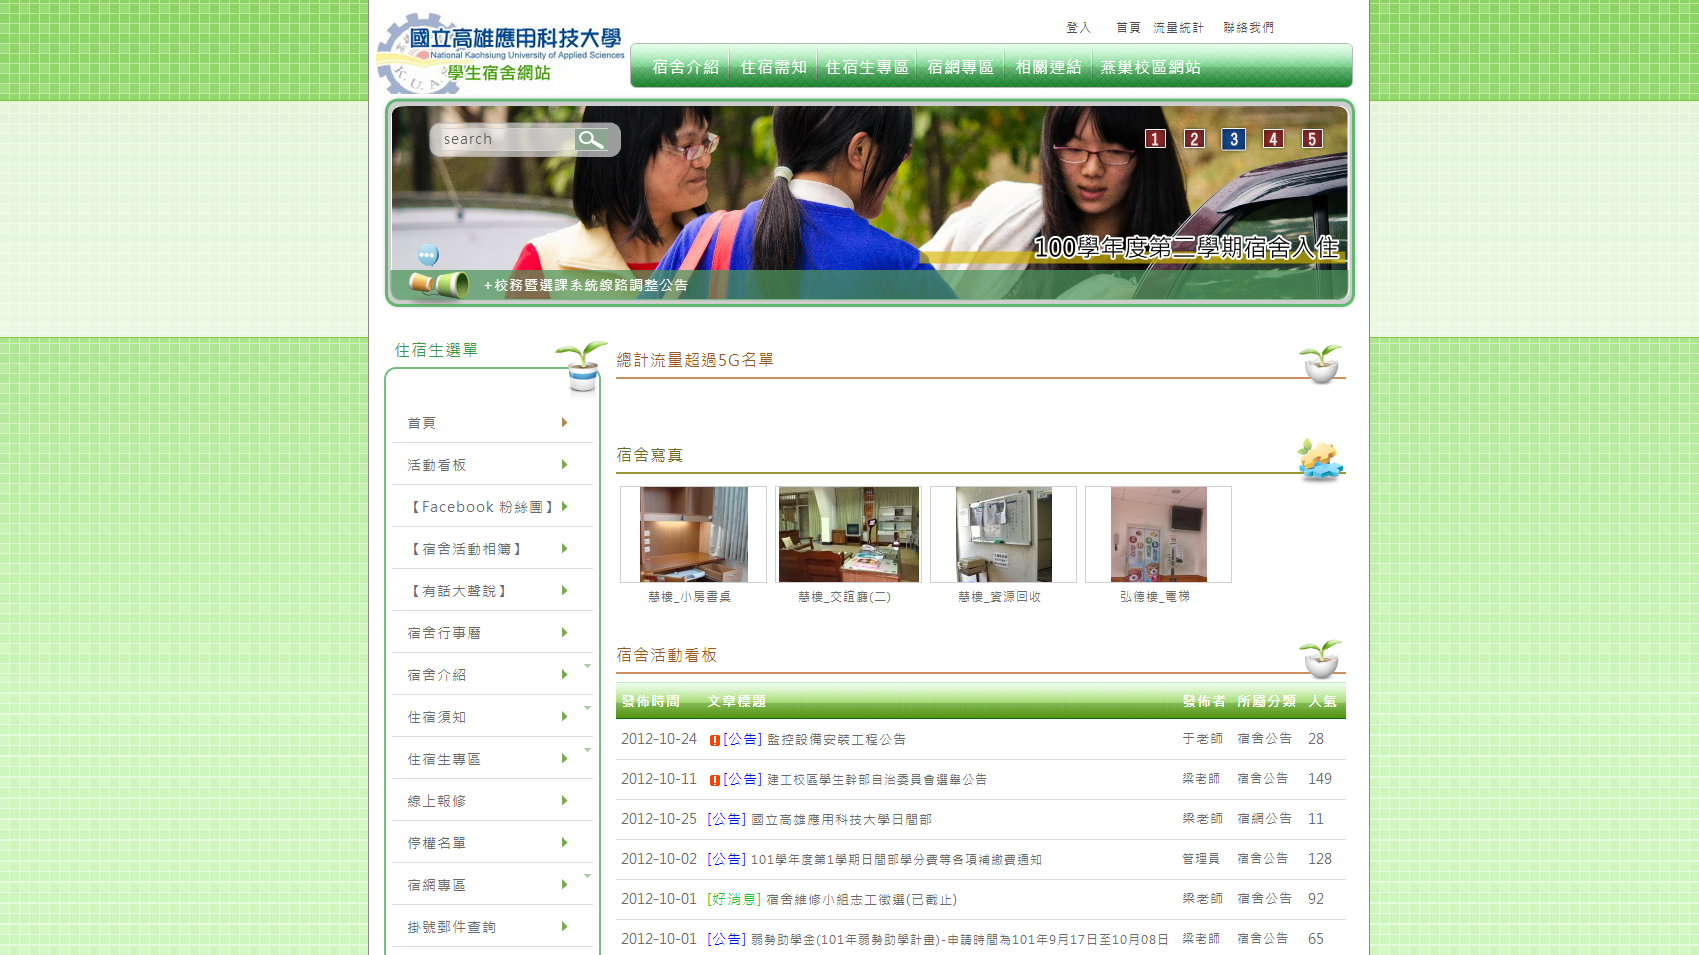 登入 首頁 流量統計 聯絡我們
國立高雄應用科技大學
National Kaohsiung University of Applied Sciences
學生宿舍網站
宿舍介紹 住宿需知 住宿生專區 宿網專區 相關連結 燕巢校區網站
search
1 2 3 4 5
100學年度第二學期宿舍入住
+校務暨選課系統線路調整公告
住宿生選單
首頁
活動看板
【Facebook 粉絲團】
【宿舍活動相簿】
【有話大聲說】
宿舍行事曆
宿舍介紹
住宿須知
住宿生專區
線上報修
停權名單
宿網專區
掛號郵件查詢
總計流量超過5G名單
宿舍寫真
慧樓_小房書桌 慧樓_交誼廳(二) 慧樓_資源回收 弘德樓_電梯
宿舍活動看板
發佈時間 文章標題 發佈者 所屬分類 人氣
2012-10-24 [公告] 監控設備安裝工程公告 于老師 宿舍公告 28
2012-10-11 [公告] 建工校區學生幹部自治委員會選舉公告 梁老師 宿舍公告 149
2012-10-25 [公告] 國立高雄應用科技大學日間部 梁老師 宿網公告 11
2012-10-02 [公告] 101學年度第1學期日間部學分費等各項補繳費通知 管理員 宿舍公告 128
2012-10-01 [好消息] 宿舍維修小組志工徵選(已截止) 梁老師 宿舍公告 92
2012-10-01 [公告] 弱勢助學金(101年弱勢助學計畫)-申請時間為101年9月17日至10月08日 梁老師 宿舍公告 65